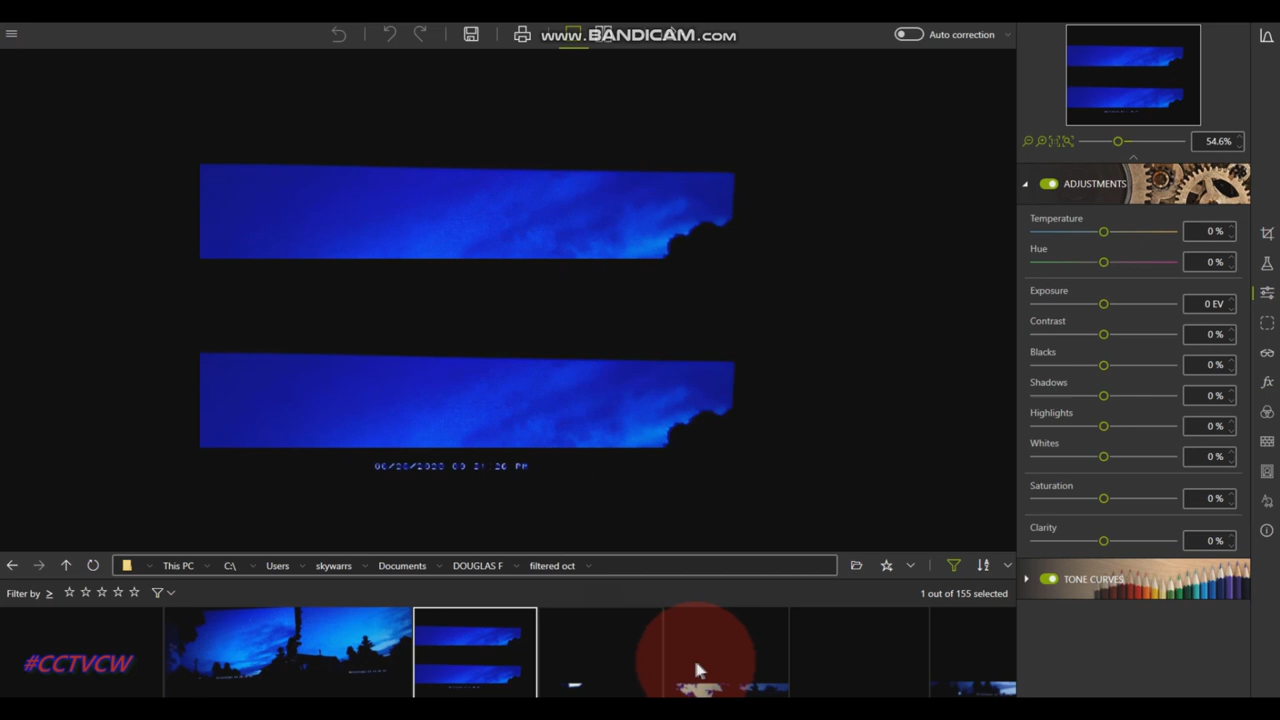 www.BANDICAM.com
Auto correction
54.6%
ADJUSTMENTS
Temperature
0 %
Hue
0 %
Exposure
0 EV
Contrast
0 %
Blacks
0 %
Shadows
0 %
Highlights
0 %
Whites
0 %
Saturation
0 %
Clarity
0 %
TONE CURVES
This PC
C:\
Users
skywarrs
Documents
DOUGLAS F
filtered oct
Filter by
1 out of 155 selected
#CCTVCW